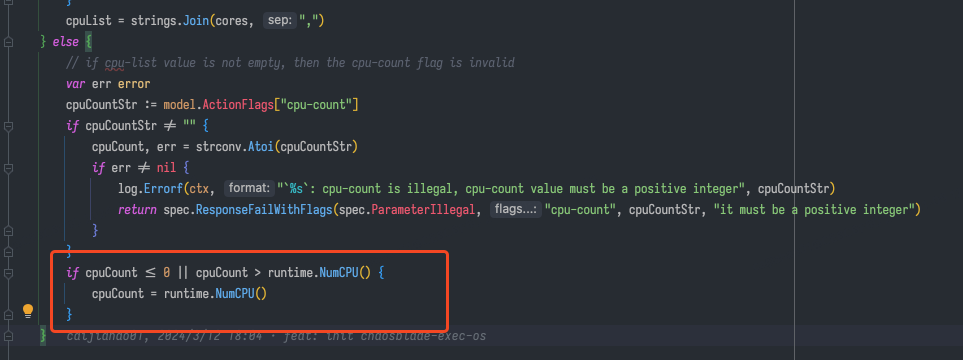 }
cpuList = strings.Join(cores, sep: ",")
} else {
// if cpu-list value is not empty, then the cpu-count flag is invalid
var err error
cpuCountStr := model.ActionFlags["cpu-count"]
if cpuCountStr ≠ "" {
cpuCount, err = strconv.Atoi(cpuCountStr)
if err ≠ nil {
log.Errorf(ctx, format: "`%s`: cpu-count is illegal, cpu-count value must be a positive integer", cpuCountStr)
return spec.ResponseFailWithFlags(spec.ParameterIllegal, flags...: "cpu-count", cpuCountStr, "it must be a positive integer")
}
}
if cpuCount ≤ 0 || cpuCount > runtime.NumCPU() {
cpuCount = runtime.NumCPU()
}
} caijiahao01, 2024/3/12 18:04 · feat: init chaosblade-exec-os